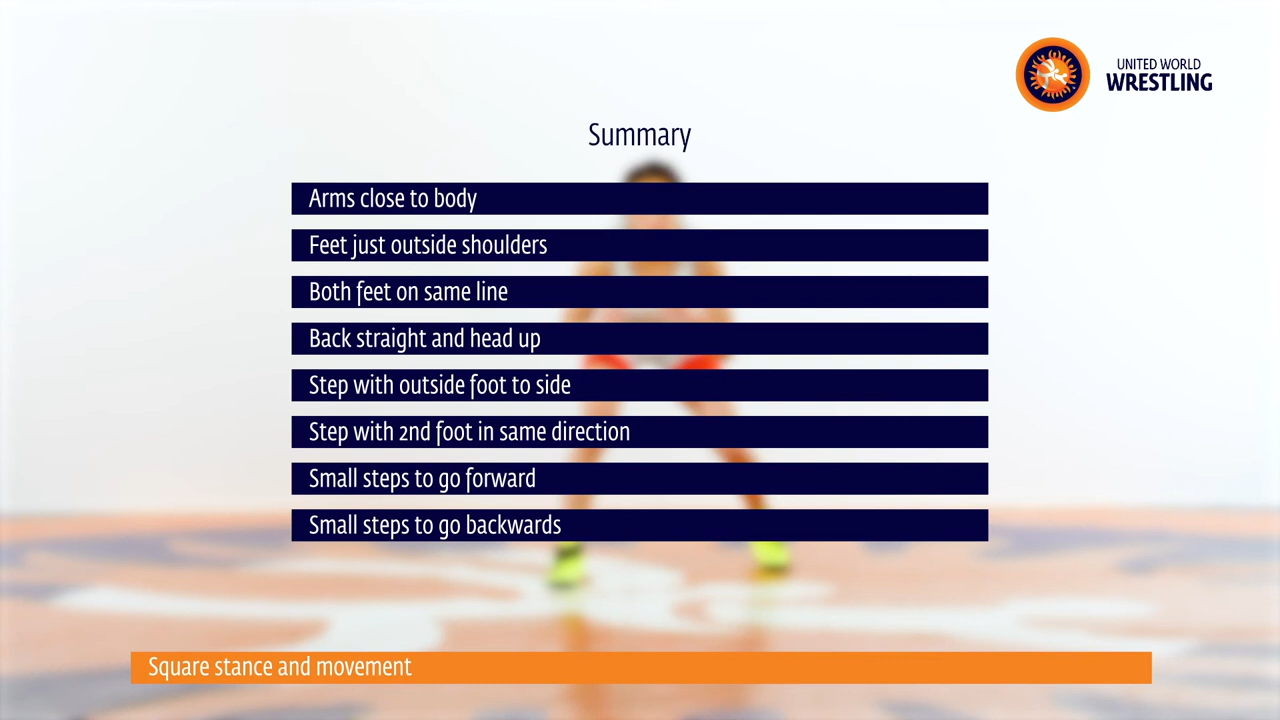 UNITED WORLD
WRESTLING
Summary
Arms close to body
Feet just outside shoulders
Both feet on same line
Back straight and head up
Step with outside foot to side
Step with 2nd foot in same direction
Small steps to go forward
Small steps to go backwards
Square stance and movement